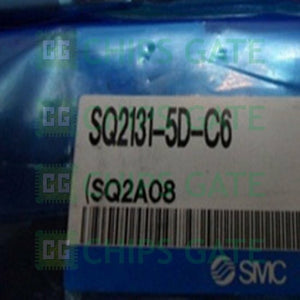 CHIPS GATE
SQ2131-5D-C6
(SQ2A08
SMC
CHIPS GATE